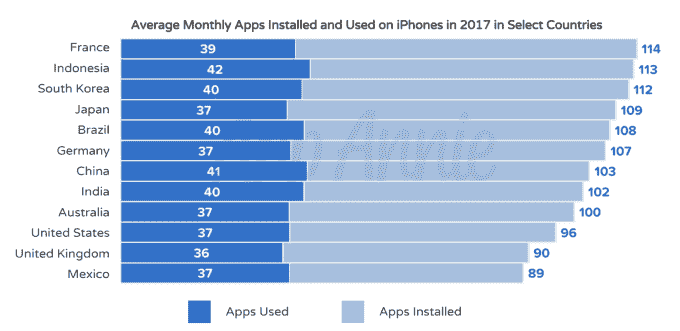 Average Monthly Apps Installed and Used on iPhones in 2017 in Select Countries
France 39 114
Indonesia 42 113
South Korea 40 112
Japan 37 109
Brazil 40 108
Germany 37 107
China 41 103
India 40 102
Australia 37 100
United States 37 96
United Kingdom 36 90
Mexico 37 89
Annie
Apps Used Apps Installed